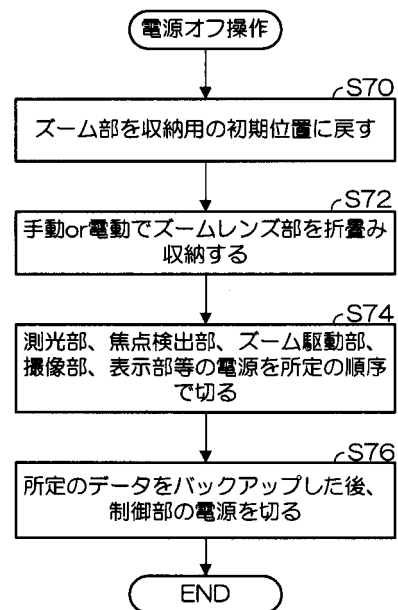 電源オフ操作
S70
ズーム部を収納用の初期位置に戻す
S72
手動or電動でズームレンズ部を折畳み
収納する
S74
測光部、焦点検出部、ズーム駆動部、
撮像部、表示部等の電源を所定の順序
で切る
S76
所定のデータをバックアップした後、
制御部の電源を切る
END